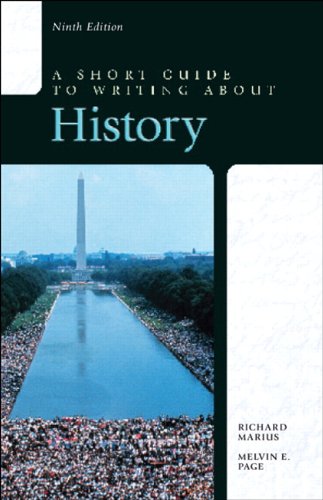 Ninth Edition
A SHORT GUIDE
TO WRITING ABOUT
History
RICHARD
MARIUS
MELVIN E.
PAGE